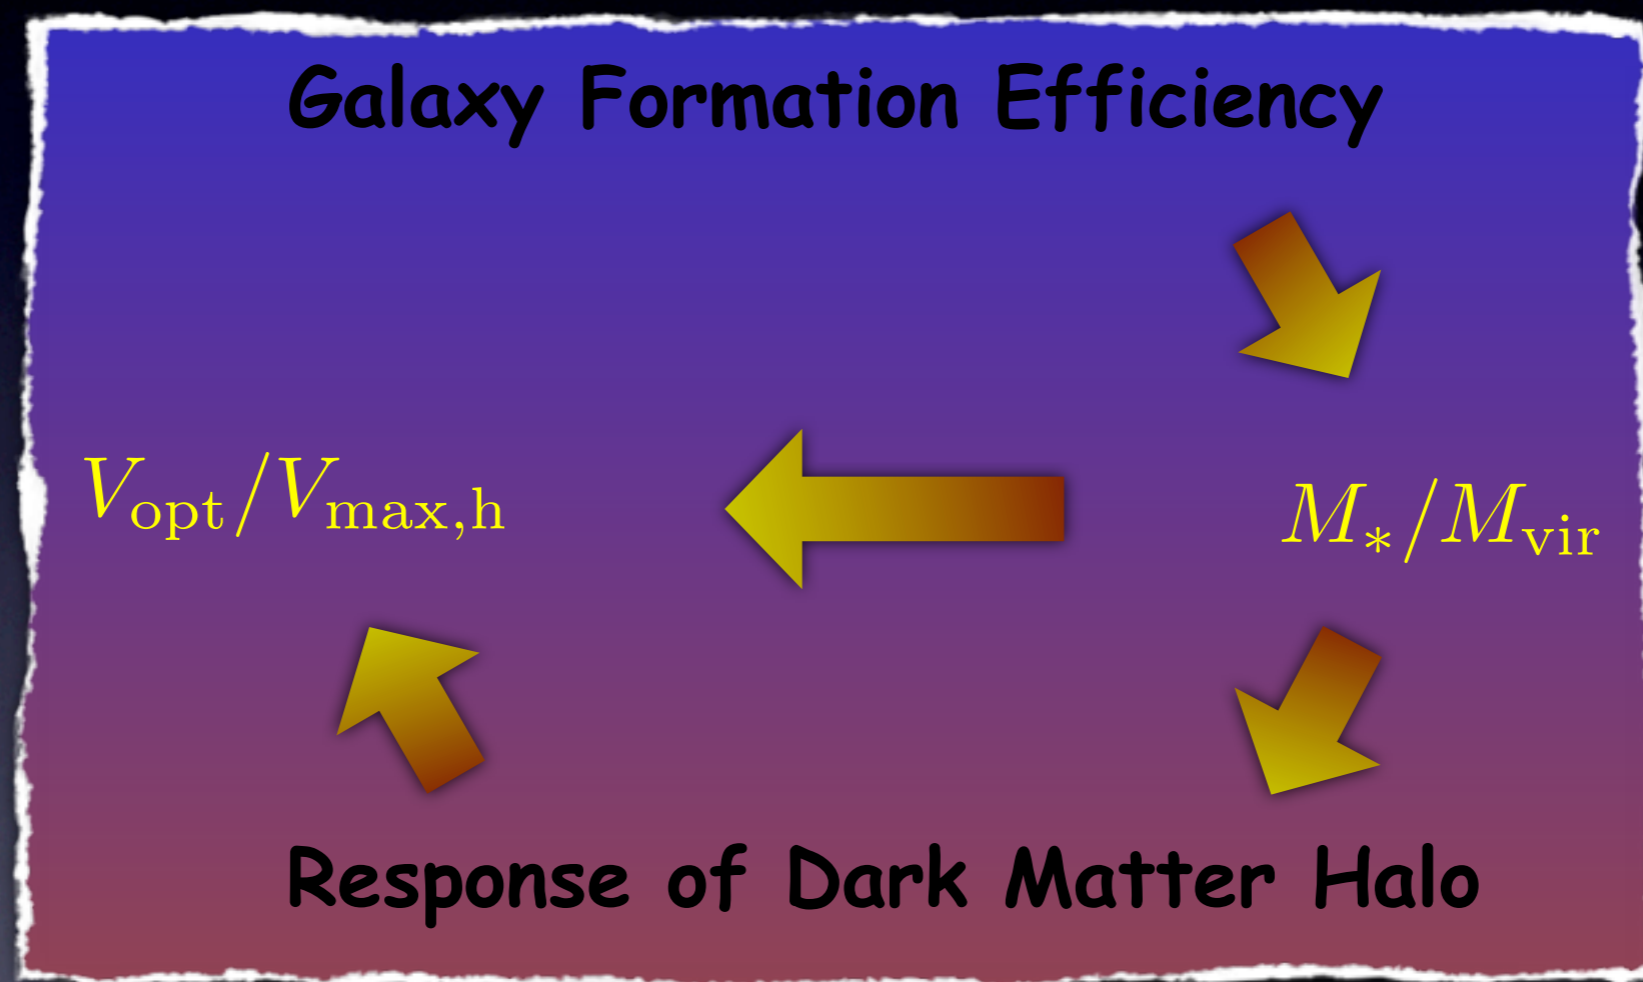 Galaxy Formation Efficiency
V_opt/V_max,h
M_*/M_vir
Response of Dark Matter Halo